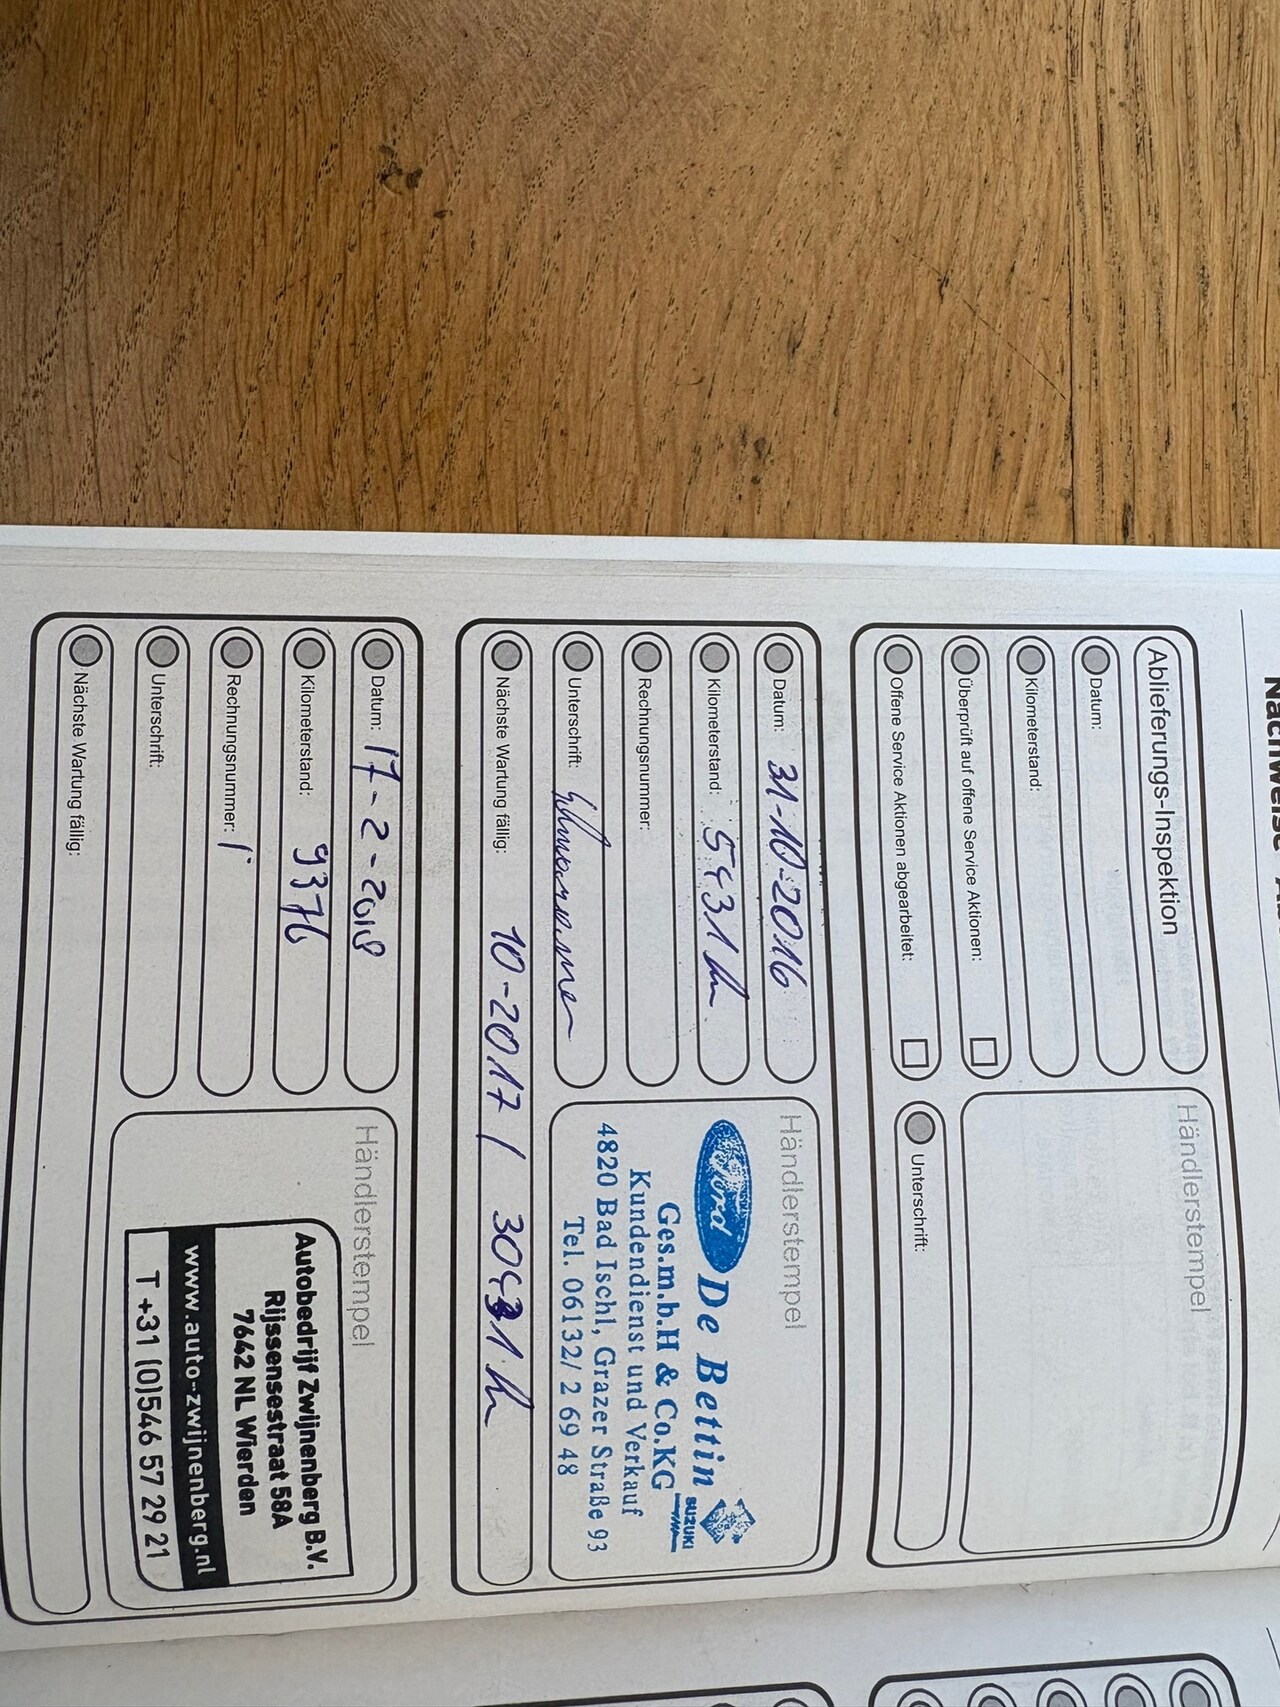 Ablieferungs-Inspektion
Datum:
Kilometerstand:
Überprüft auf offene Service Aktionen:
Offene Service Aktionen abgearbeitet:
Händlerstempel
Unterschrift:
Datum: 31-10-2016
Kilometerstand: 5431 km
Rechnungsnummer:
Unterschrift:
Nächste Wartung fällig: 10-2017 / 30431 km
Händlerstempel
Ford De Bettin SUZUKI
Ges.m.b.H & Co.KG
Kundendienst und Verkauf
4820 Bad Ischl, Grazer Straße 93
Tel. 06132/ 2 69 48
Datum: 17-2-2018
Kilometerstand: 9376
Rechnungsnummer:
Unterschrift:
Nächste Wartung fällig:
Händlerstempel
Autobedrijf Zwijnenberg B.V.
Rijssensestraat 58A
7642 NL Wierden
www.auto-zwijnenberg.nl
T +31 (0)546 57 29 21